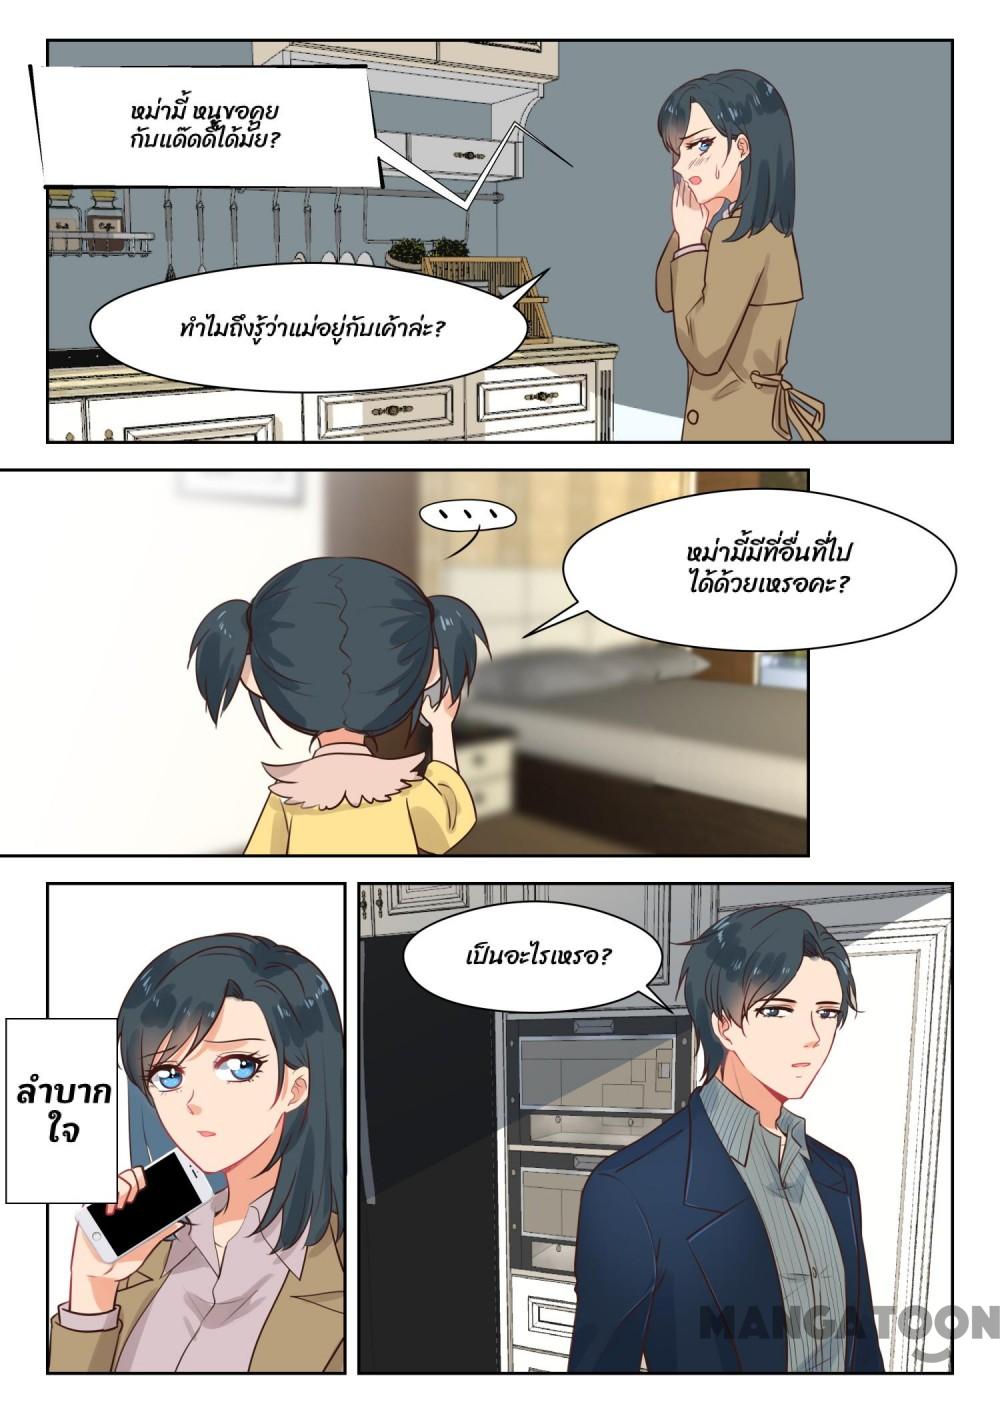 หม่ามี้ หนูขอคุย
กับแด๊ดดี้ได้มั้ย?
ทำไมถึงรู้ว่าแม่อยู่กับเค้าล่ะ?
หม่ามี้มีที่อื่นที่ไป
ได้ด้วยเหรอคะ?
เป็นอะไรเหรอ?
ลำบาก
ใจ
MANGATOON